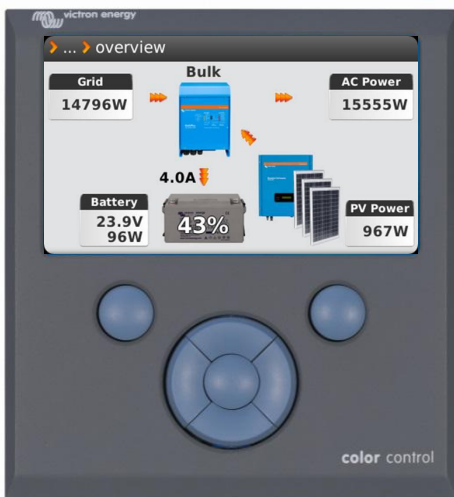 victron energy
> ... > overview
Grid
14796W
Bulk
AC Power
15555W
4.0A
Battery
23.9V
96W
43%
PV Power
967W
color control